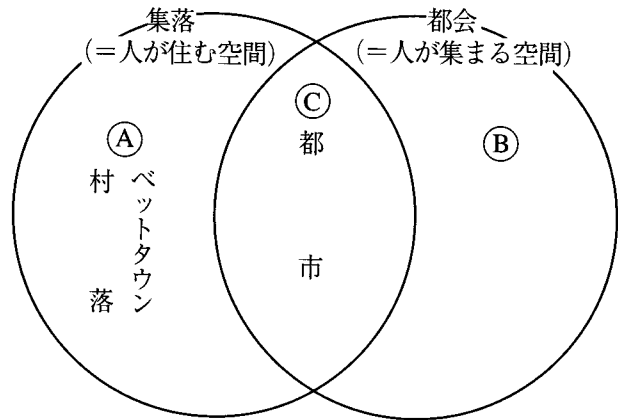 集落
(＝人が住む空間)
都会
(＝人が集まる空間)
Ⓐ
ベットタウン
村落
Ⓒ
都市
Ⓑ